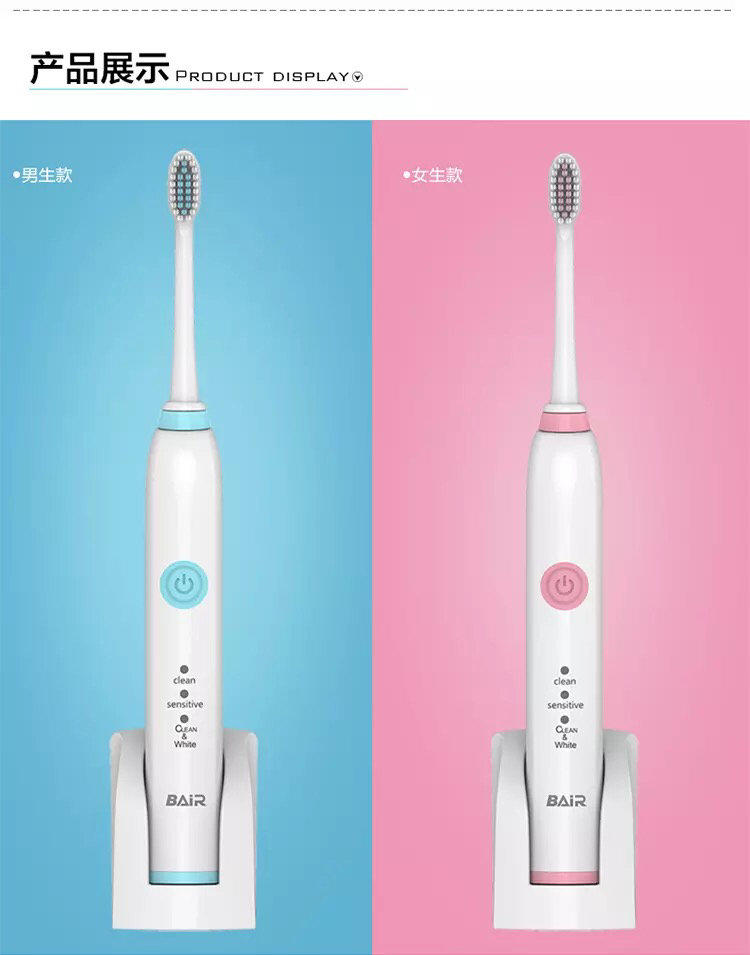 产品展示 PRODUCT DISPLAY
•男生款
•女生款
clean
sensitive
CLEAN
&
White
BAiR
clean
sensitive
CLEAN
&
White
BAiR